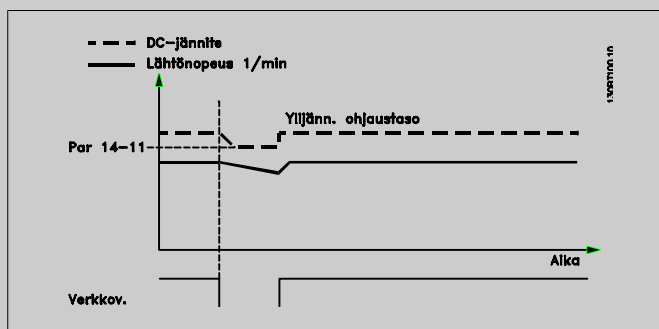 DC-jännite
Lähtönopeus 1/min
130BT100.10
Ylijänn. ohjaustaso
Par 14-11
Aika
Verkkov.